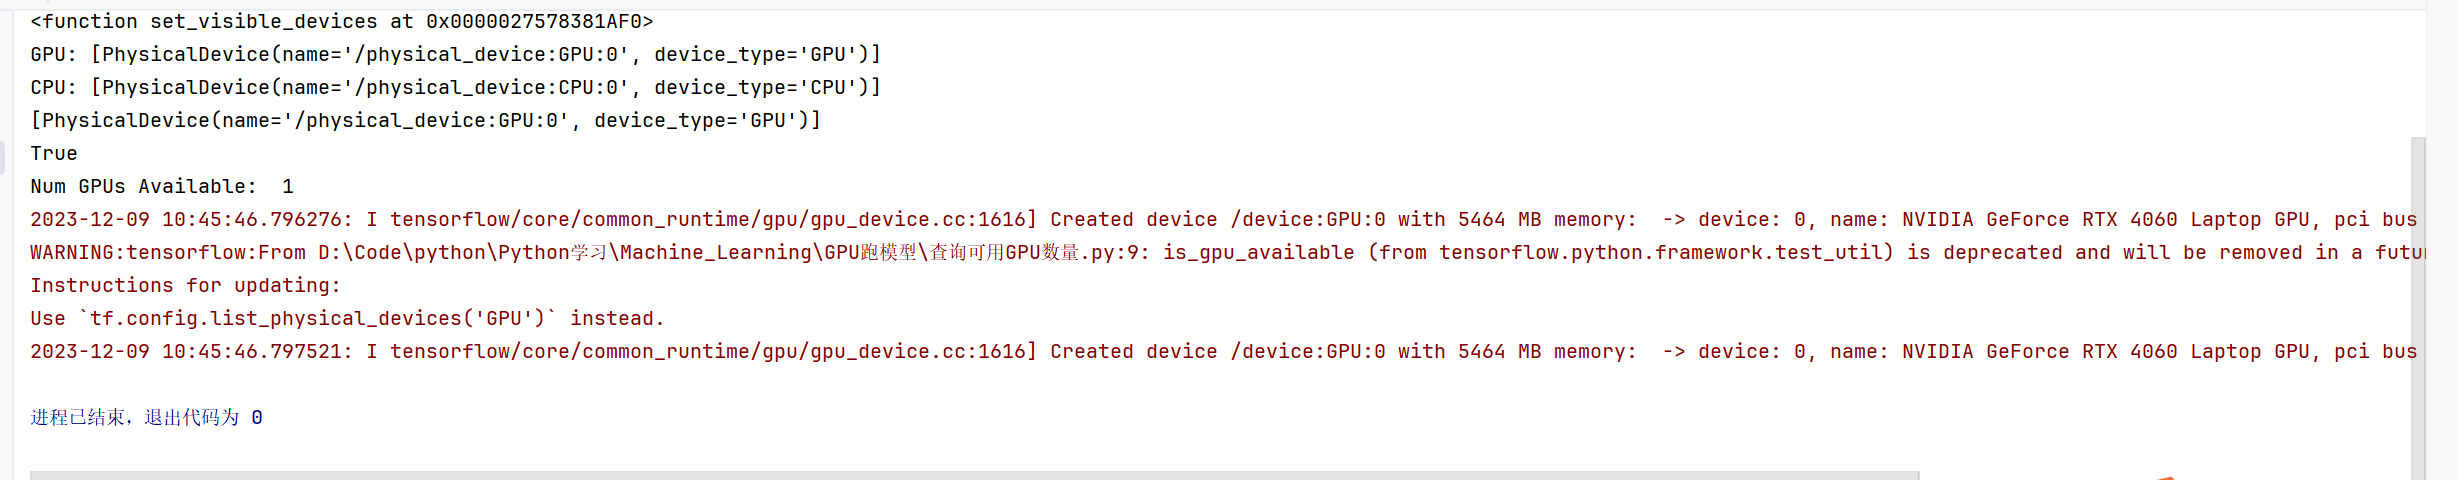 <function set_visible_devices at 0x0000027578381AF0>
GPU: [PhysicalDevice(name='/physical_device:GPU:0', device_type='GPU')]
CPU: [PhysicalDevice(name='/physical_device:CPU:0', device_type='CPU')]
[PhysicalDevice(name='/physical_device:GPU:0', device_type='GPU')]
True
Num GPUs Available:  1
2023-12-09 10:45:46.796276: I tensorflow/core/common_runtime/gpu/gpu_device.cc:1616] Created device /device:GPU:0 with 5464 MB memory:  -> device: 0, name: NVIDIA GeForce RTX 4060 Laptop GPU, pci bus
WARNING:tensorflow:From D:\Code\python\Python学习\Machine_Learning\GPU跑模型\查询可用GPU数量.py:9: is_gpu_available (from tensorflow.python.framework.test_util) is deprecated and will be removed in a
Instructions for updating:
Use `tf.config.list_physical_devices('GPU')` instead.
2023-12-09 10:45:46.797521: I tensorflow/core/common_runtime/gpu/gpu_device.cc:1616] Created device /device:GPU:0 with 5464 MB memory:  -> device: 0, name: NVIDIA GeForce RTX 4060 Laptop GPU, pci bus
进程已结束，退出代码为 0